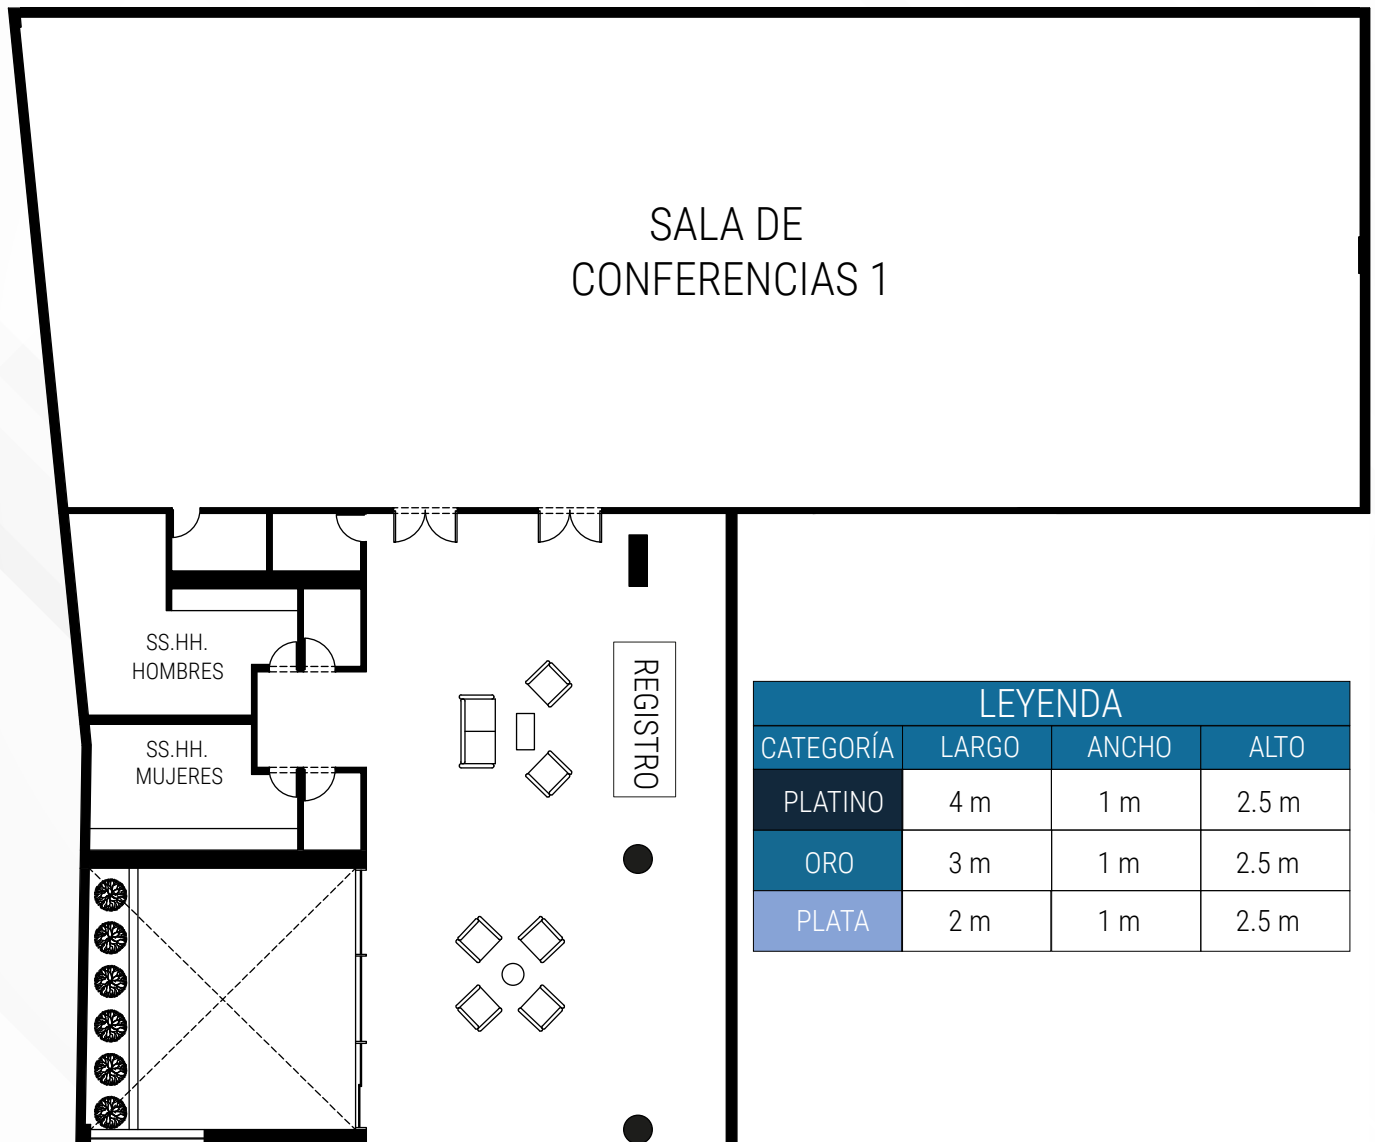 SALA DE
CONFERENCIAS 1
SS.HH.
HOMBRES
SS.HH.
MUJERES
REGISTRO
LEYENDA
CATEGORÍA LARGO ANCHO ALTO
PLATINO 4 m 1 m 2.5 m
ORO 3 m 1 m 2.5 m
PLATA 2 m 1 m 2.5 m